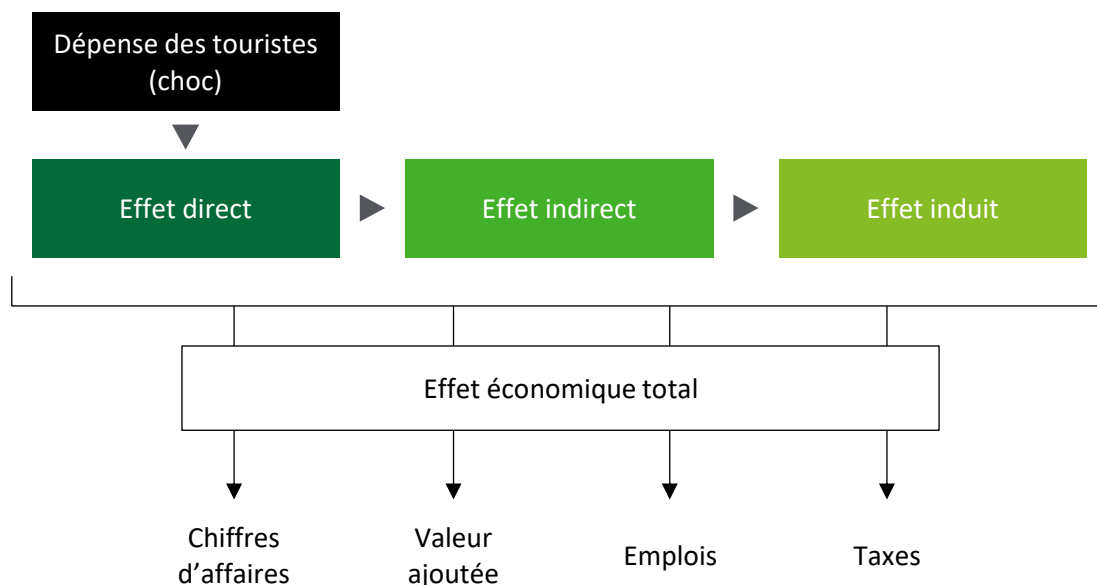 Dépense des touristes
(choc)
Effet direct
Effet indirect
Effet induit
Effet économique total
Chiffres
d’affaires
Valeur
ajoutée
Emplois
Taxes